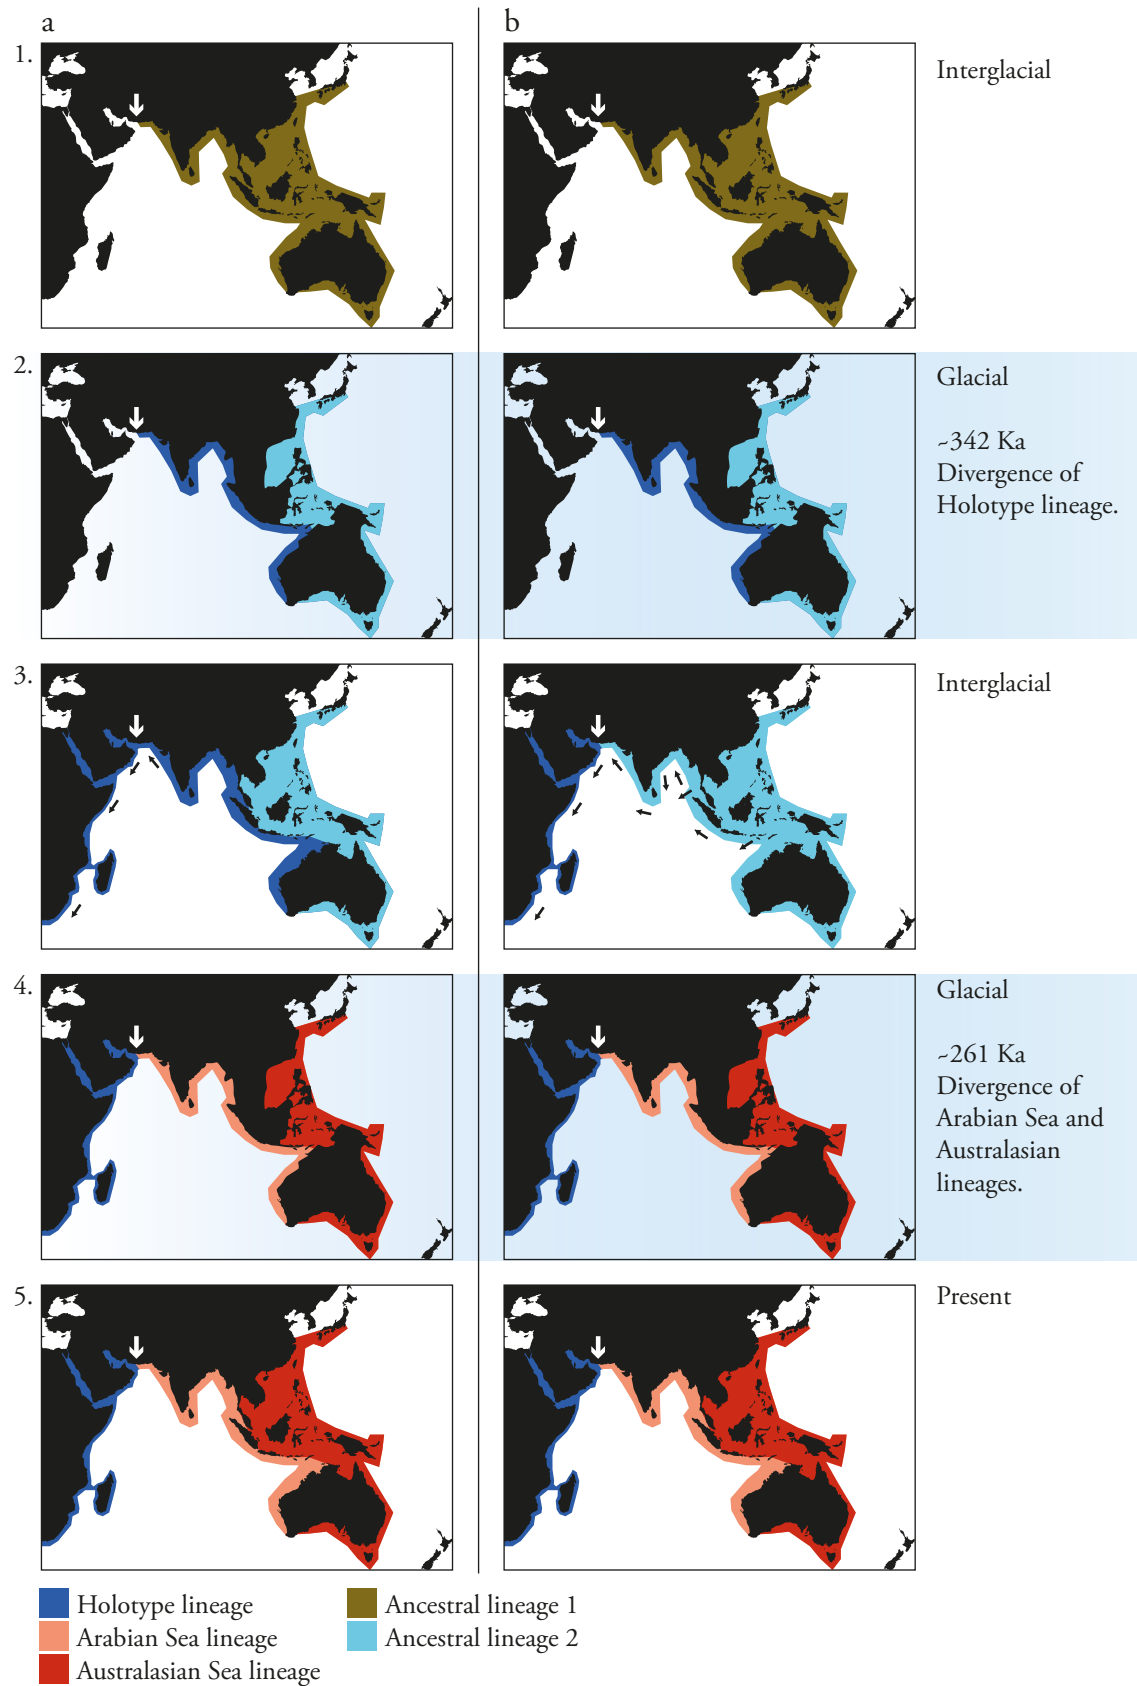 a
b
1.
Interglacial
2.
Glacial
~342 Ka
Divergence of
Holotype lineage.
3.
Interglacial
4.
Glacial
~261 Ka
Divergence of
Arabian Sea and
Australasian
lineages.
5.
Present
Holotype lineage
Arabian Sea lineage
Australasian Sea lineage
Ancestral lineage 1
Ancestral lineage 2